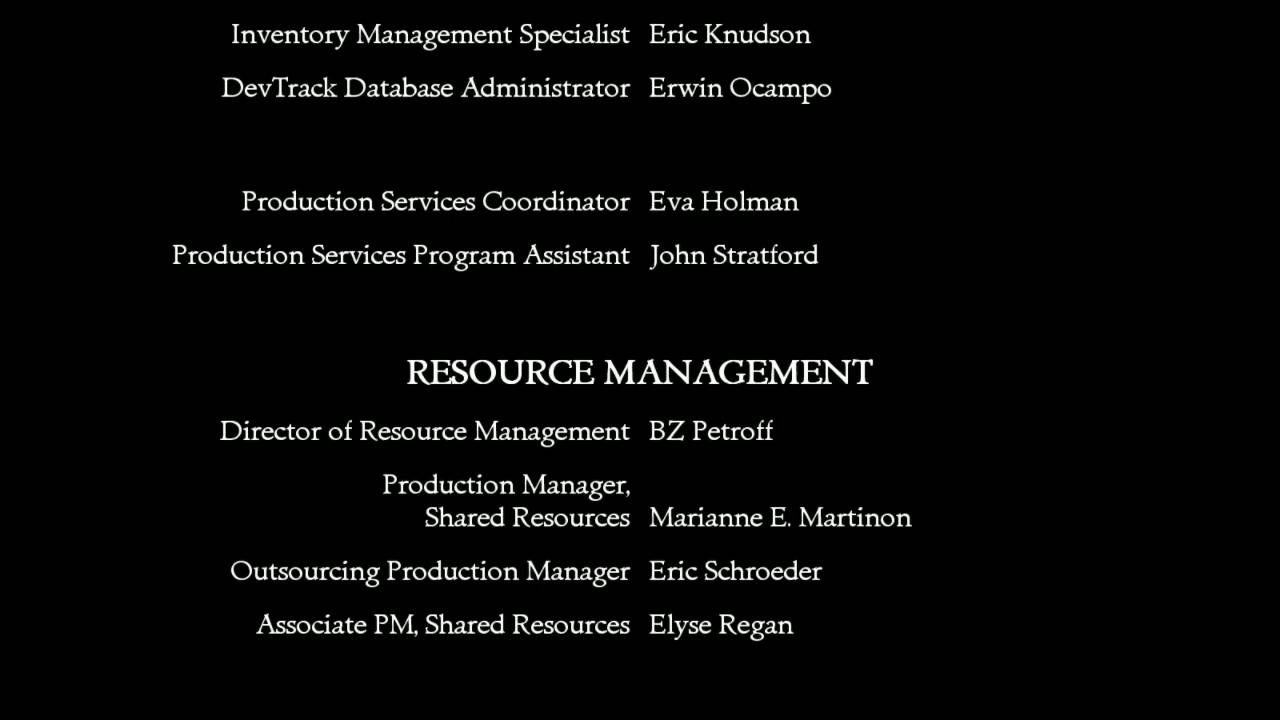 Inventory Management Specialist Eric Knudson
DevTrack Database Administrator Erwin Ocampo
Production Services Coordinator Eva Holman
Production Services Program Assistant John Stratford
RESOURCE MANAGEMENT
Director of Resource Management BZ Petroff
Production Manager,
Shared Resources Marianne E. Martinon
Outsourcing Production Manager Eric Schroeder
Associate PM, Shared Resources Elyse Regan